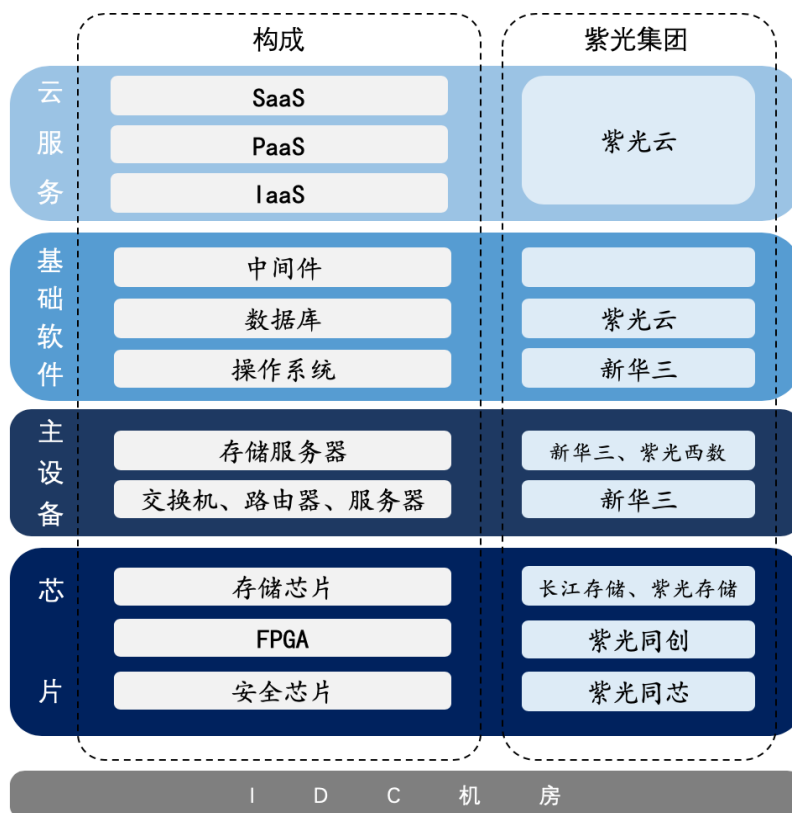 构成 紫光集团
云服务
SaaS
PaaS 紫光云
IaaS
基础软件
中间件
数据库 紫光云
操作系统 新华三
主设备
存储服务器 新华三、紫光西数
交换机、路由器、服务器 新华三
芯片
存储芯片 长江存储、紫光存储
FPGA 紫光同创
安全芯片 紫光同芯
IDC机房